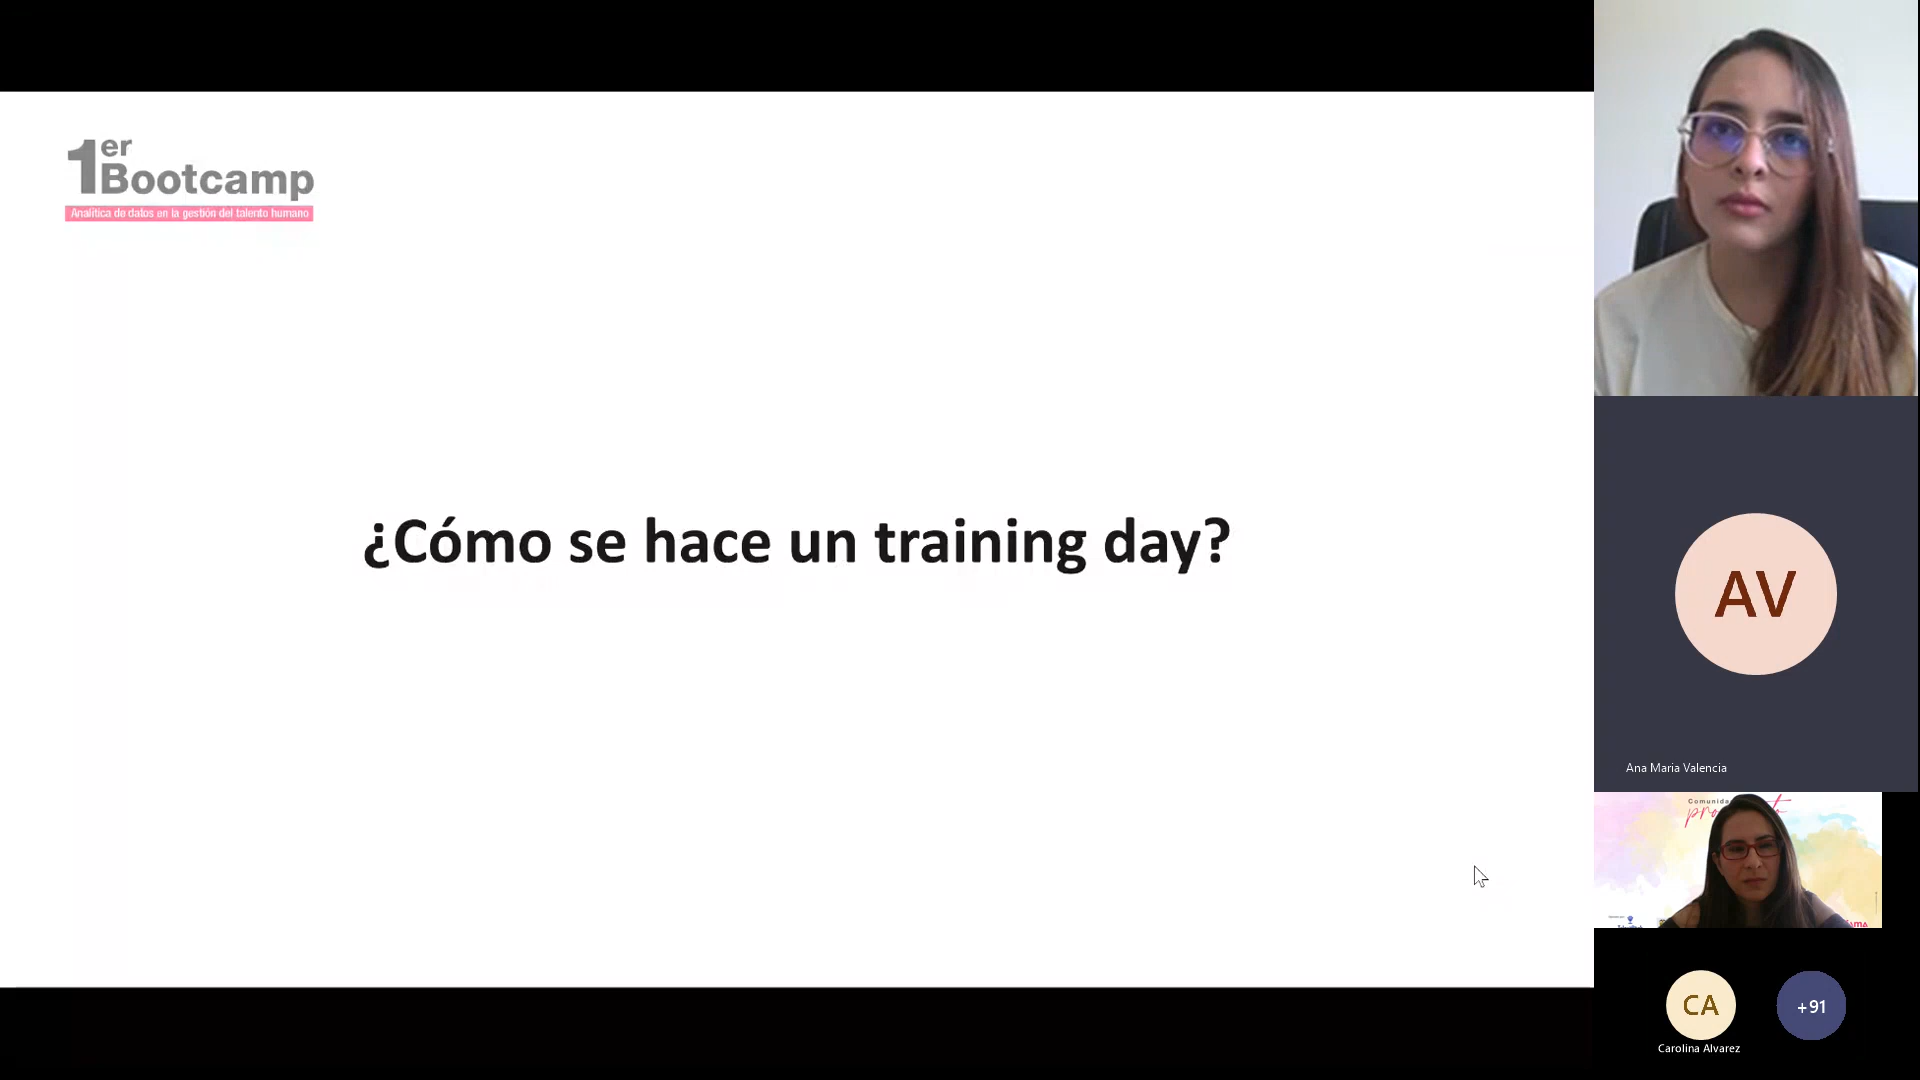 1er
Bootcamp
Analítica de datos en la gestión del talento humano
¿Cómo se hace un training day?
AV
Ana Maria Valencia
Comunida
CA
+91
Carolina Alvarez